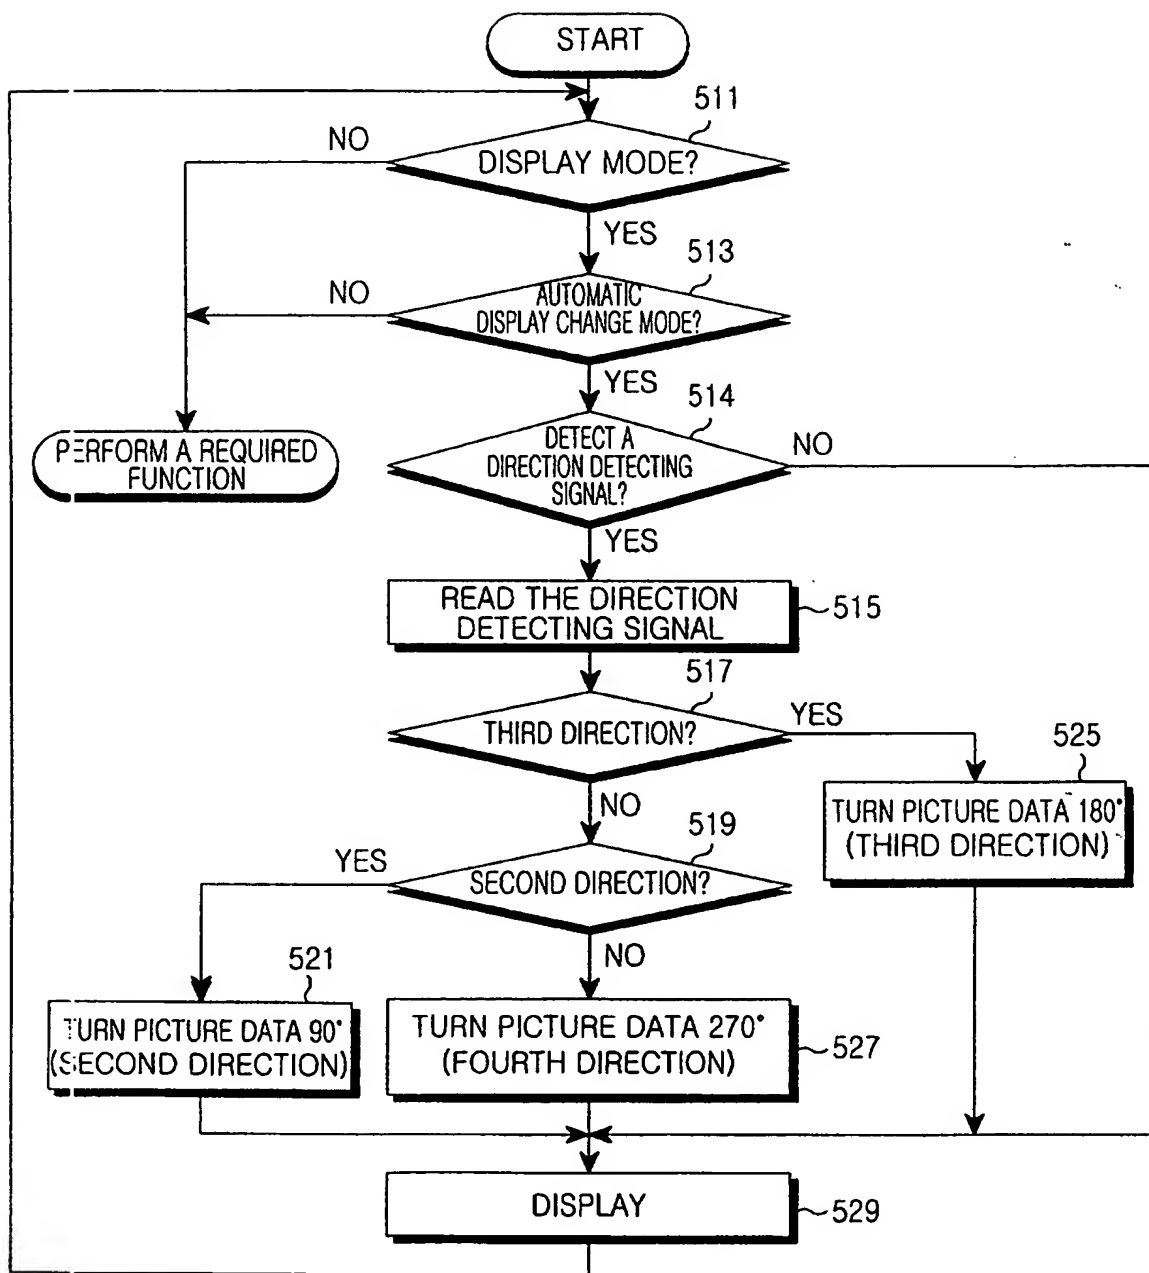 START
511
NO
DISPLAY MODE?
YES
513
NO
AUTOMATIC
DISPLAY CHANGE MODE?
YES
514
DETECT A
DIRECTION DETECTING
SIGNAL?
NO
PERFORM A REQUIRED
FUNCTION
YES
READ THE DIRECTION
DETECTING SIGNAL
515
517
THIRD DIRECTION?
YES
525
TURN PICTURE DATA 180°
(THIRD DIRECTION)
NO
519
YES
SECOND DIRECTION?
NO
521
TURN PICTURE DATA 90°
(SECOND DIRECTION)
TURN PICTURE DATA 270°
(FOURTH DIRECTION)
527
DISPLAY
529